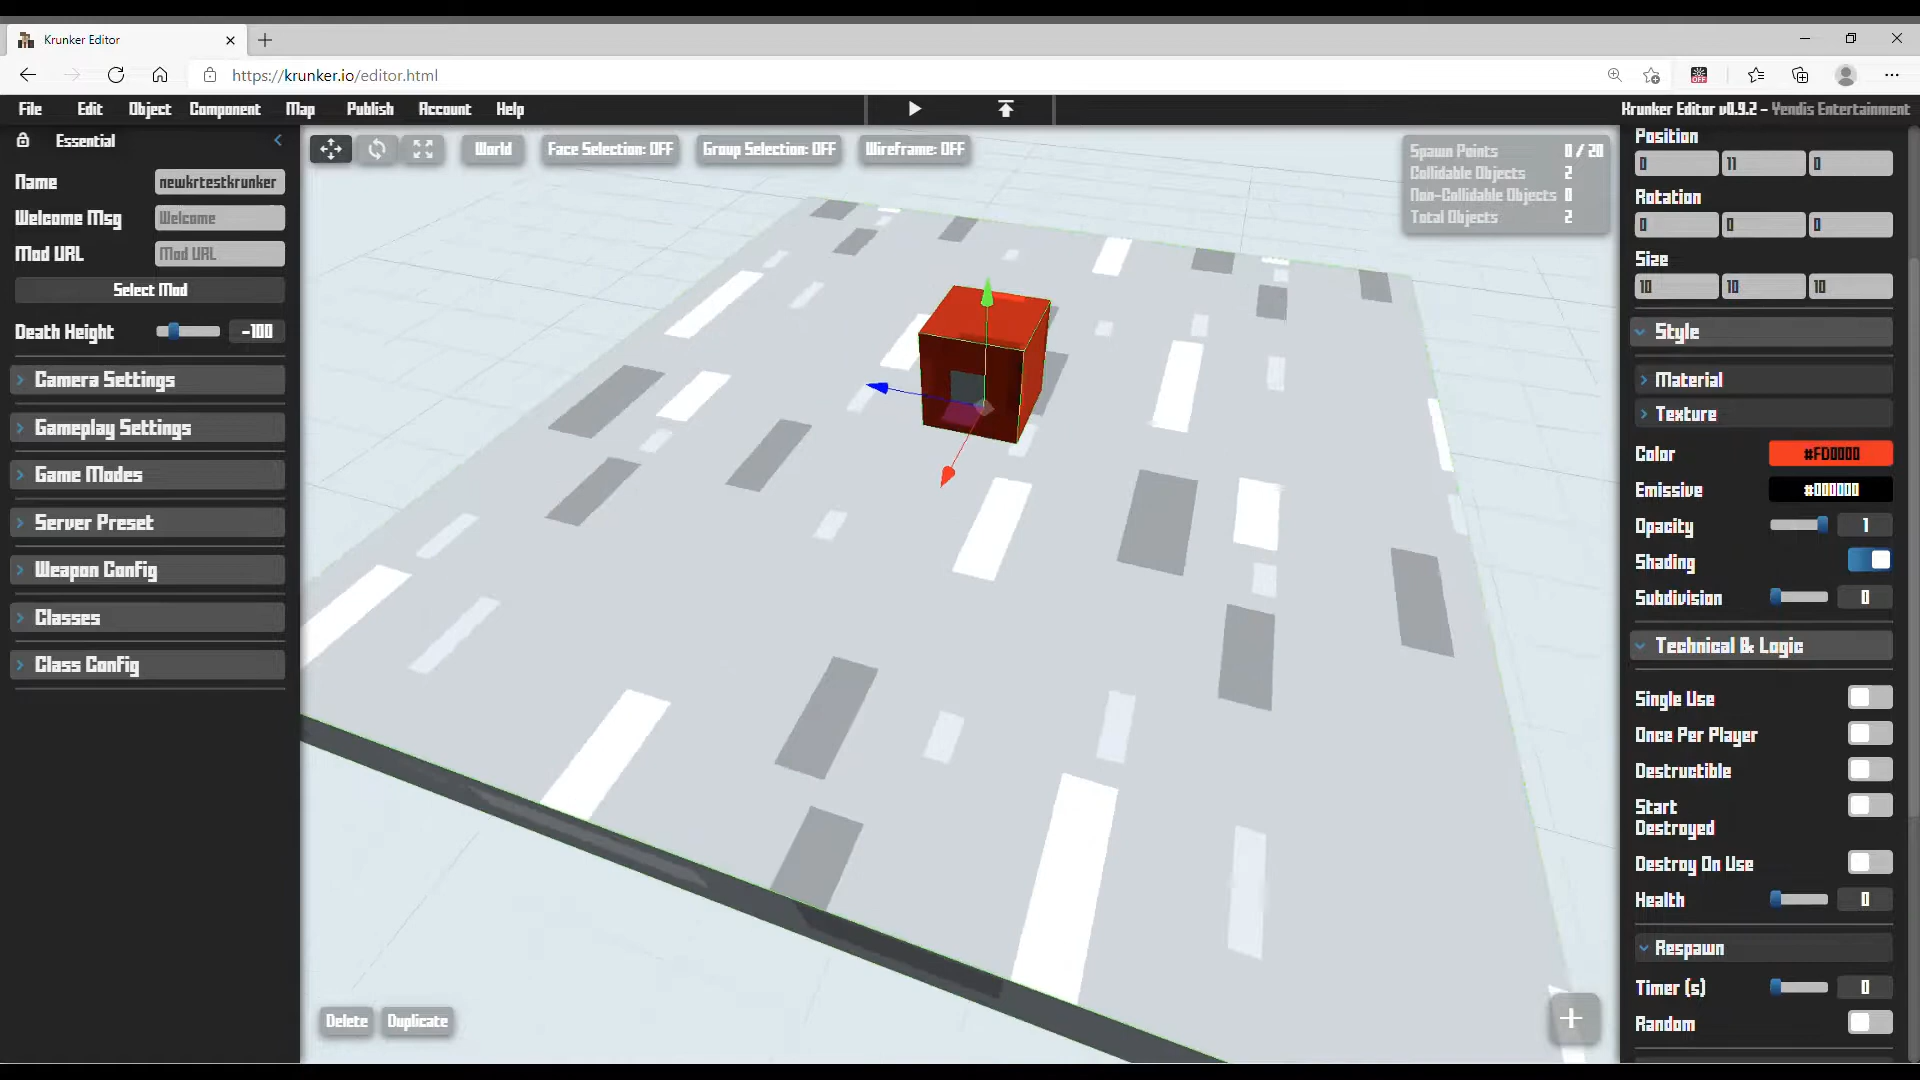 Krunker Editor
https://krunker.io/editor.html
File Edit Object Component Map Publish Account Help
Krunker Editor v0.9.2 - Yendis Entertainment
Essential
Name newkrtestkrunker
Welcome Msg Welcome
Mod URL Mod URL
Select Mod
Death Height -100
Camera Settings
Gameplay Settings
Game Modes
Server Preset
Weapon Config
Classes
Class Config
World Face Selection: OFF Group Selection: OFF Wireframe: OFF
Spawn Points 0 / 20
Collidable Objects 2
Non-Collidable Objects 0
Total Objects 2
Delete Duplicate
Position
0 11 0
Rotation
0 0 0
Size
10 10 10
Style
Material
Texture
Color #FD0000
Emissive #000000
Opacity 1
Shading
Subdivision 0
Technical & Logic
Single Use
Once Per Player
Destructible
Start
Destroyed
Destroy On Use
Health 0
Respawn
Timer (s) 0
Random